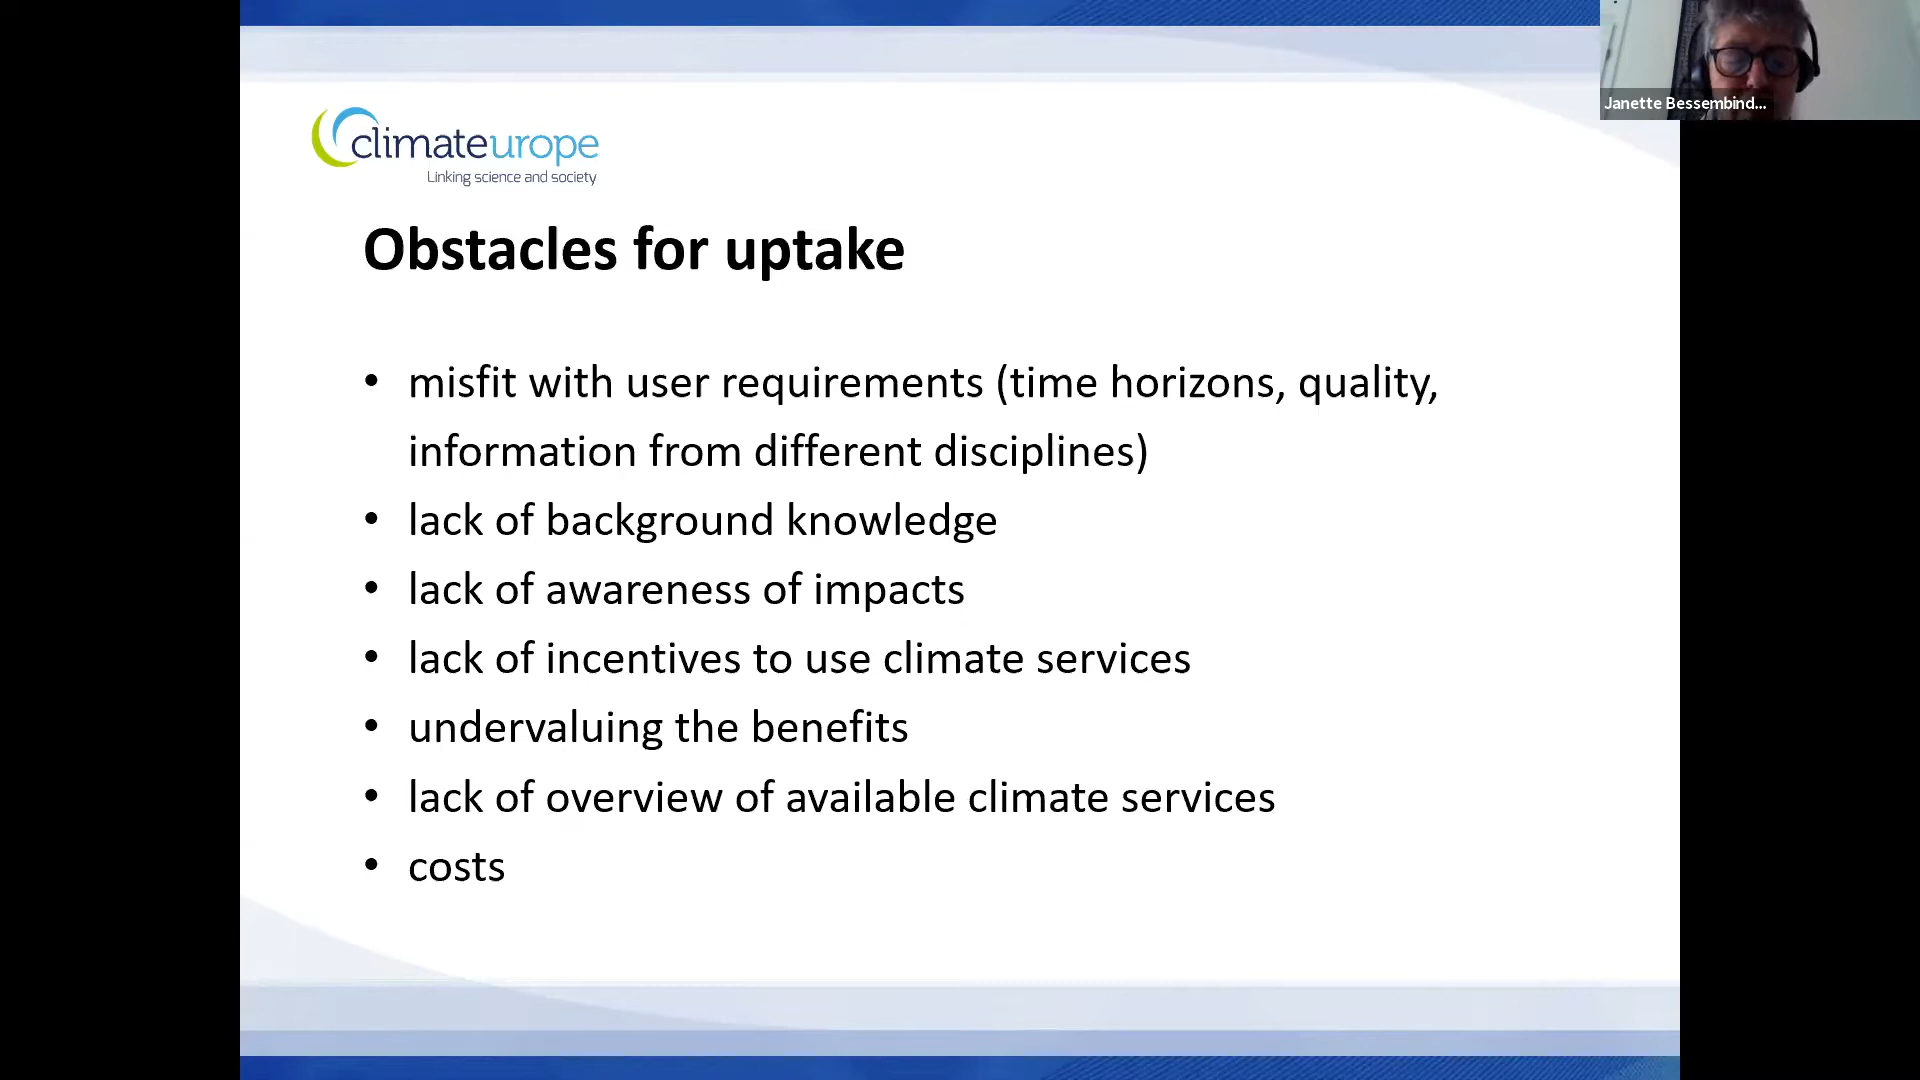 Janette Bessembind...
climateurope
Linking science and society
Obstacles for uptake
• misfit with user requirements (time horizons, quality,
information from different disciplines)
• lack of background knowledge
• lack of awareness of impacts
• lack of incentives to use climate services
• undervaluing the benefits
• lack of overview of available climate services
• costs